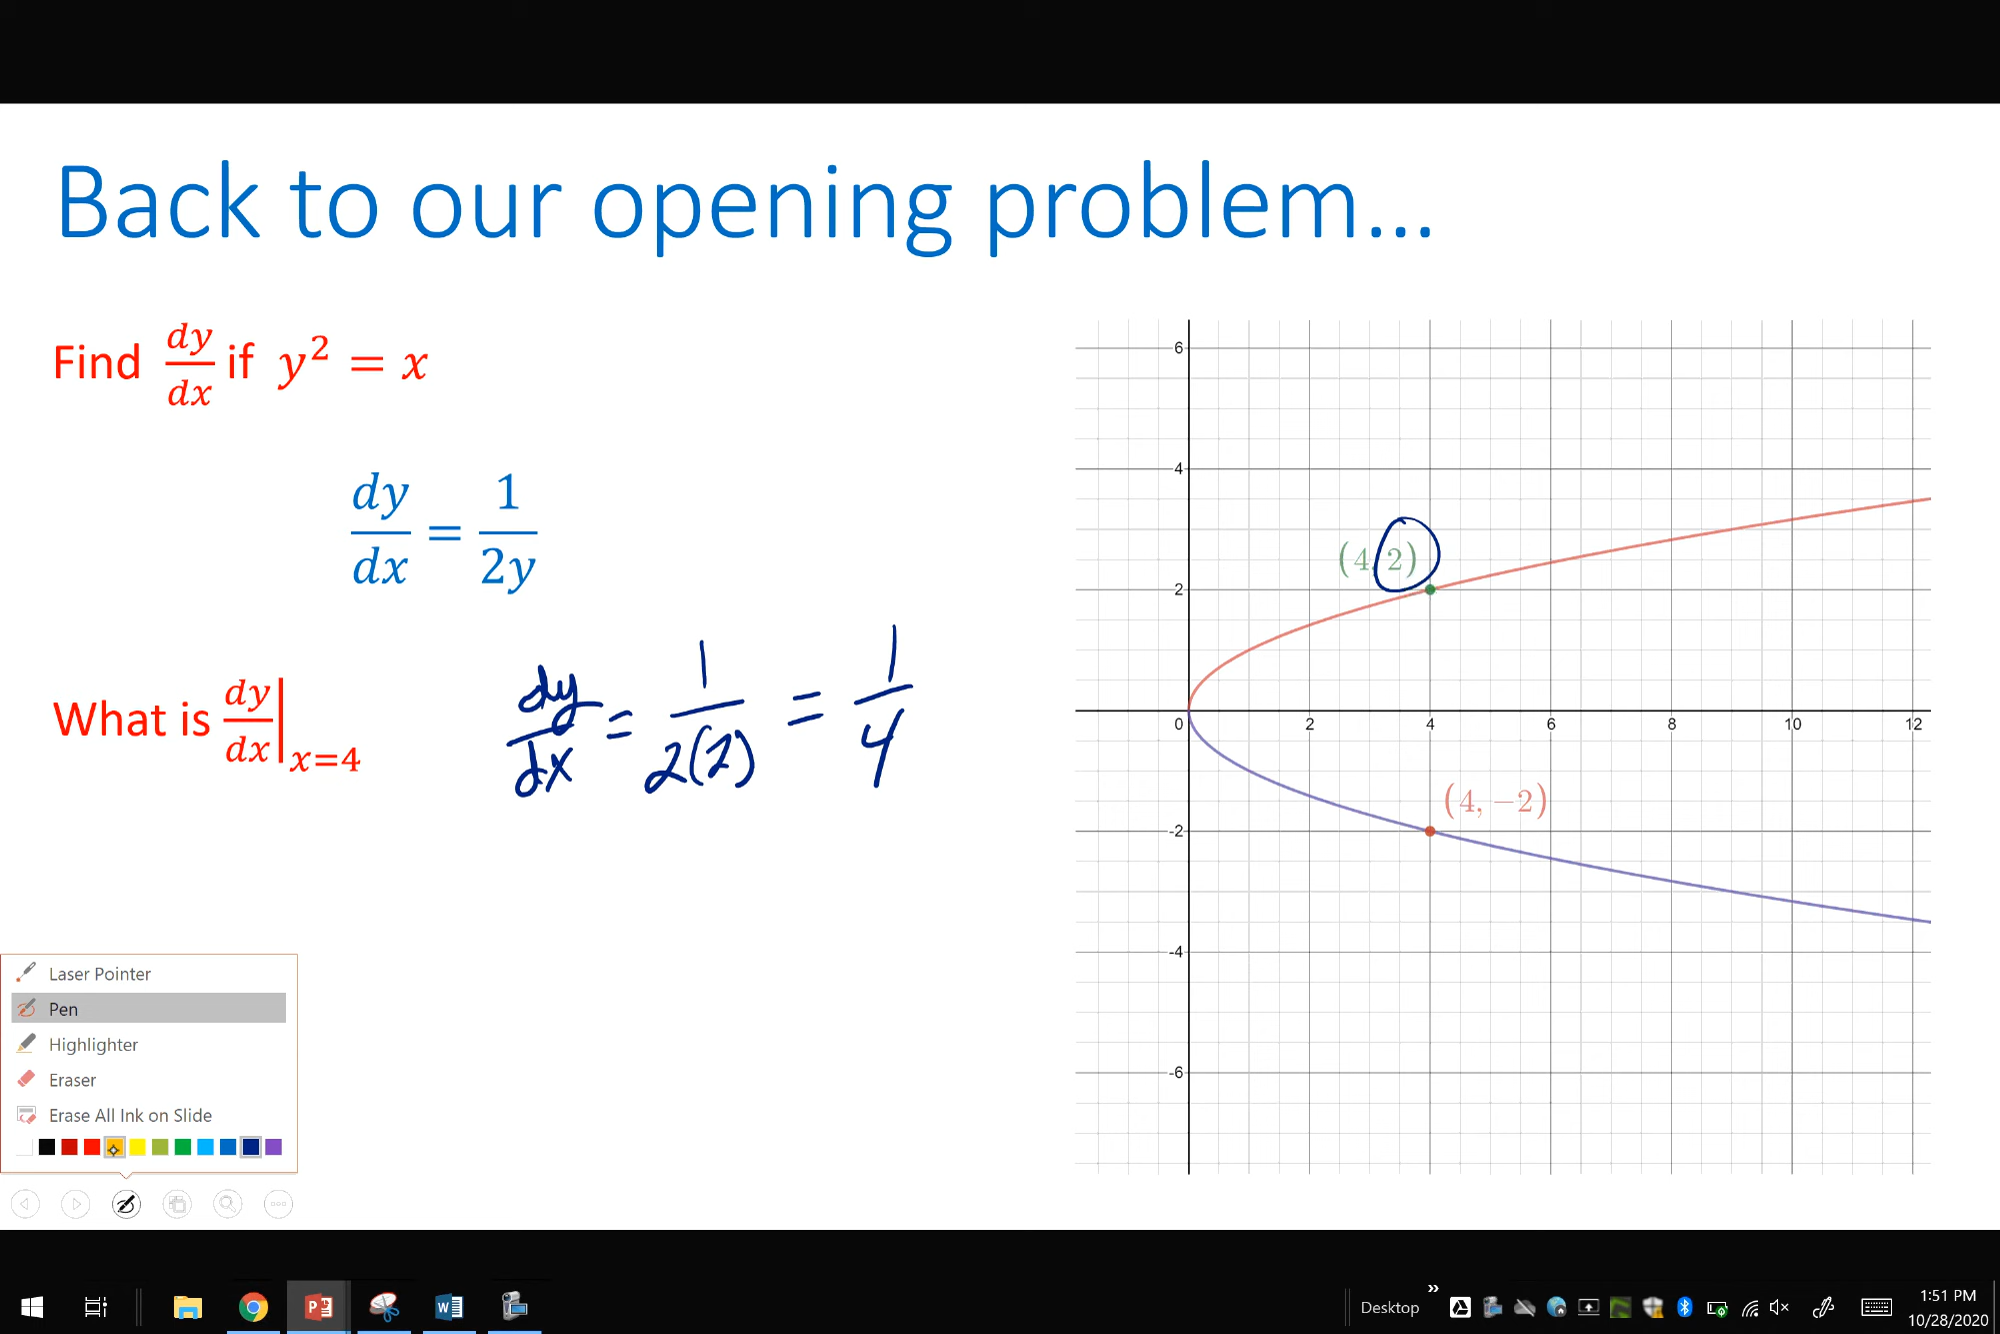 Back to our opening problem...
Find dy/dx if y² = x
dy/dx = 1/2y
What is dy/dx|x=4
dy/dx = 1/2(2) = 1/4
6
4
(4, 2)
2
0 2 4 6 8 10 12
(4, −2)
-2
-4
-6
Laser Pointer
Pen
Highlighter
Eraser
Erase All Ink on Slide
Desktop
1:51 PM
10/28/2020